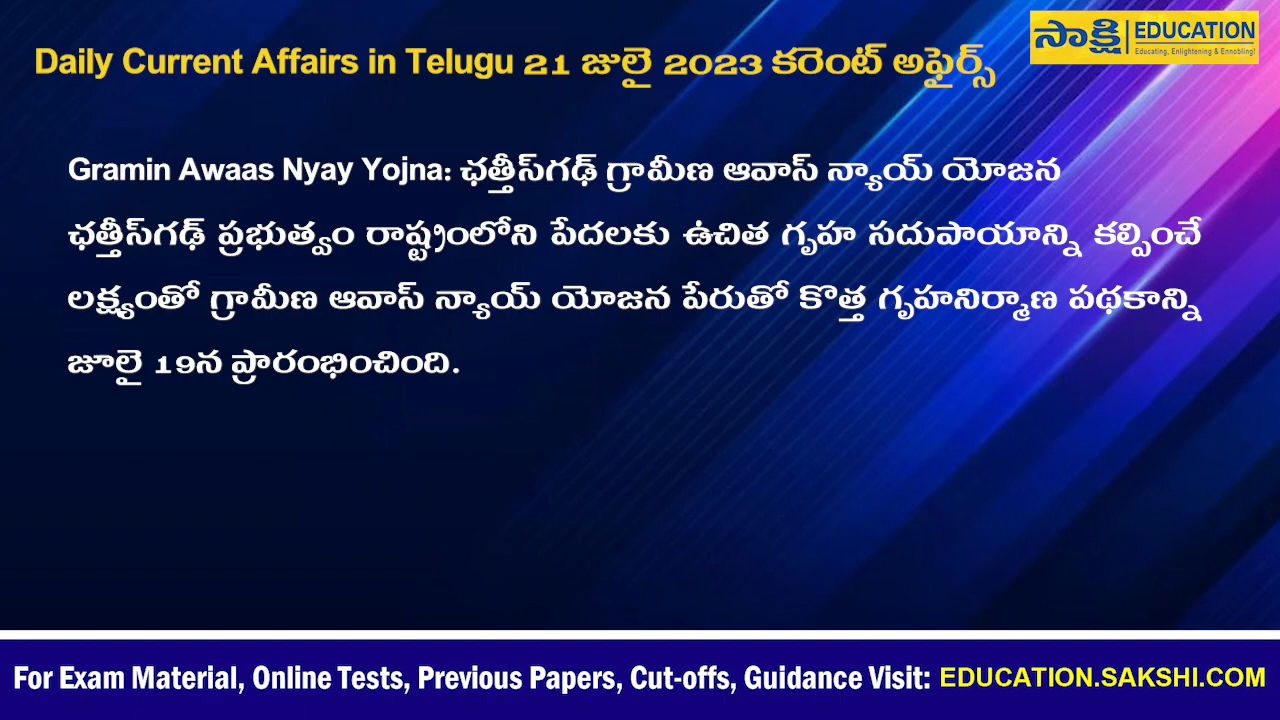 సాక్షి EDUCATION
Educating, Enlightening & Ennobling!
Daily Current Affairs in Telugu 21 జులై 2023 కరెంట్ అఫైర్స్
Gramin Awaas Nyay Yojna: ఛత్తీస్‌గఢ్ గ్రామీణ ఆవాస్ న్యాయ్ యోజన
ఛత్తీస్‌గఢ్ ప్రభుత్వం రాష్ట్రంలోని పేదలకు ఉచిత గృహ సదుపాయాన్ని కల్పించే
లక్ష్యంతో గ్రామీణ ఆవాస్ న్యాయ్ యోజన పేరుతో కొత్త గృహనిర్మాణ పథకాన్ని
జూలై 19న ప్రారంభించింది.
For Exam Material, Online Tests, Previous Papers, Cut-offs, Guidance Visit: EDUCATION.SAKSHI.COM